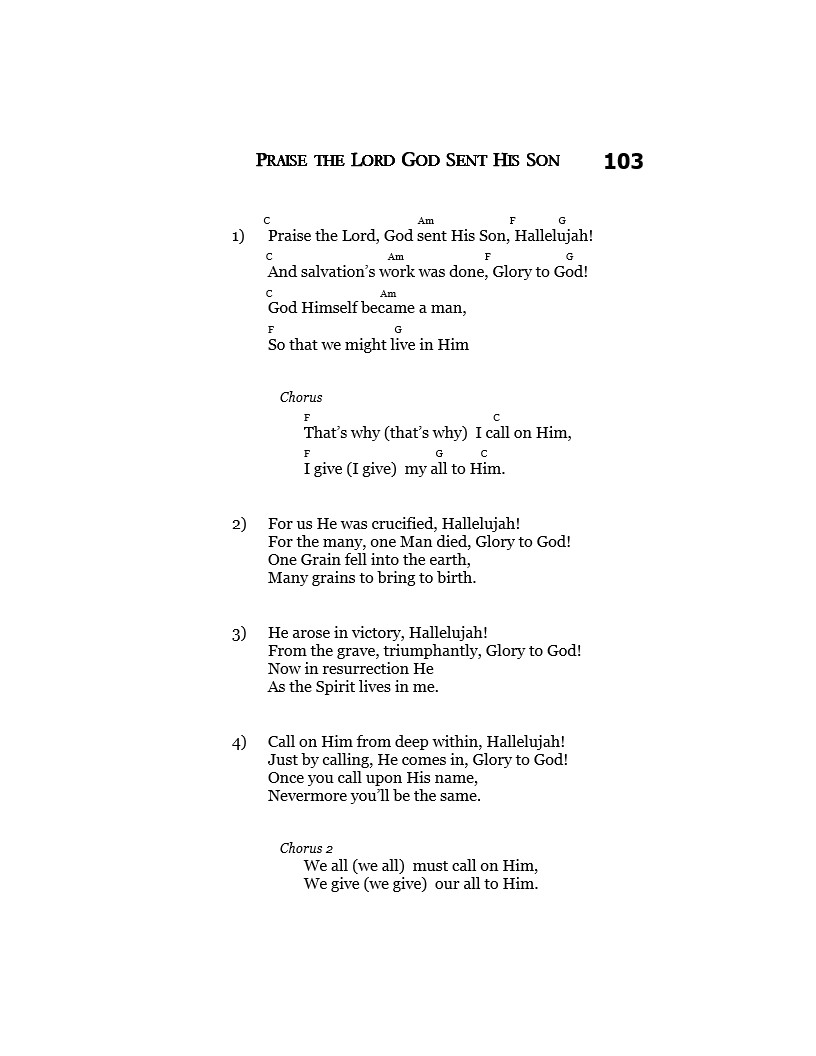 PRAISE THE LORD GOD SENT HIS SON 103
C Am F G
1) Praise the Lord, God sent His Son, Hallelujah!
C Am F G
And salvation's work was done, Glory to God!
C Am
God Himself became a man,
F G
So that we might live in Him
Chorus
F C
That's why (that's why) I call on Him,
F G C
I give (I give) my all to Him.
2) For us He was crucified, Hallelujah!
For the many, one Man died, Glory to God!
One Grain fell into the earth,
Many grains to bring to birth.
3) He arose in victory, Hallelujah!
From the grave, triumphantly, Glory to God!
Now in resurrection He
As the Spirit lives in me.
4) Call on Him from deep within, Hallelujah!
Just by calling, He comes in, Glory to God!
Once you call upon His name,
Nevermore you'll be the same.
Chorus 2
We all (we all) must call on Him,
We give (we give) our all to Him.